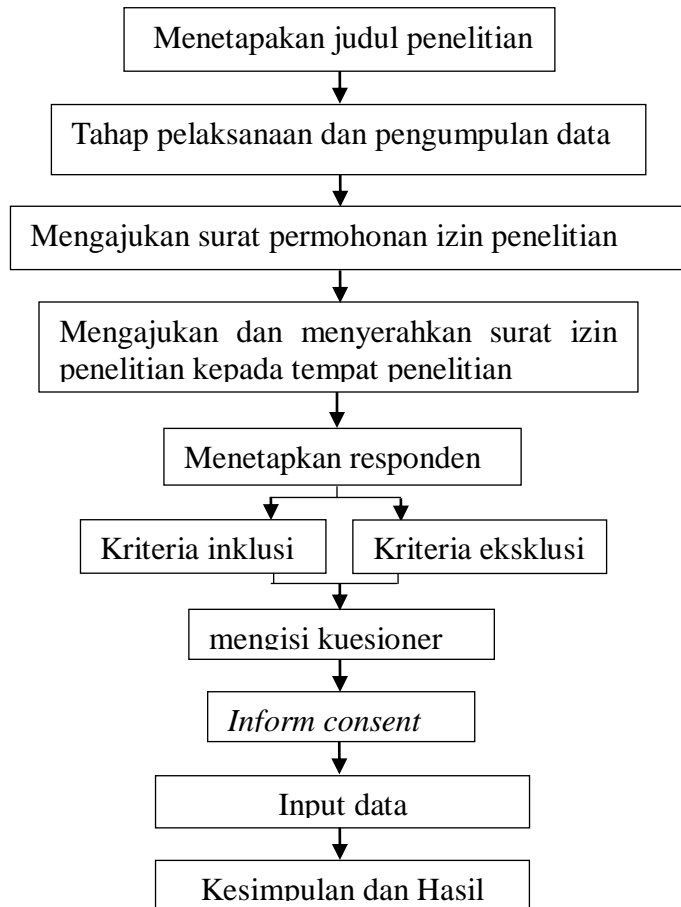 Menetapakan judul penelitian
Tahap pelaksanaan dan pengumpulan data
Mengajukan surat permohonan izin penelitian
Mengajukan dan menyerahkan surat izin
penelitian kepada tempat penelitian
Menetapkan responden
Kriteria inklusi
Kriteria eksklusi
mengisi kuesioner
Inform consent
Input data
Kesimpulan dan Hasil